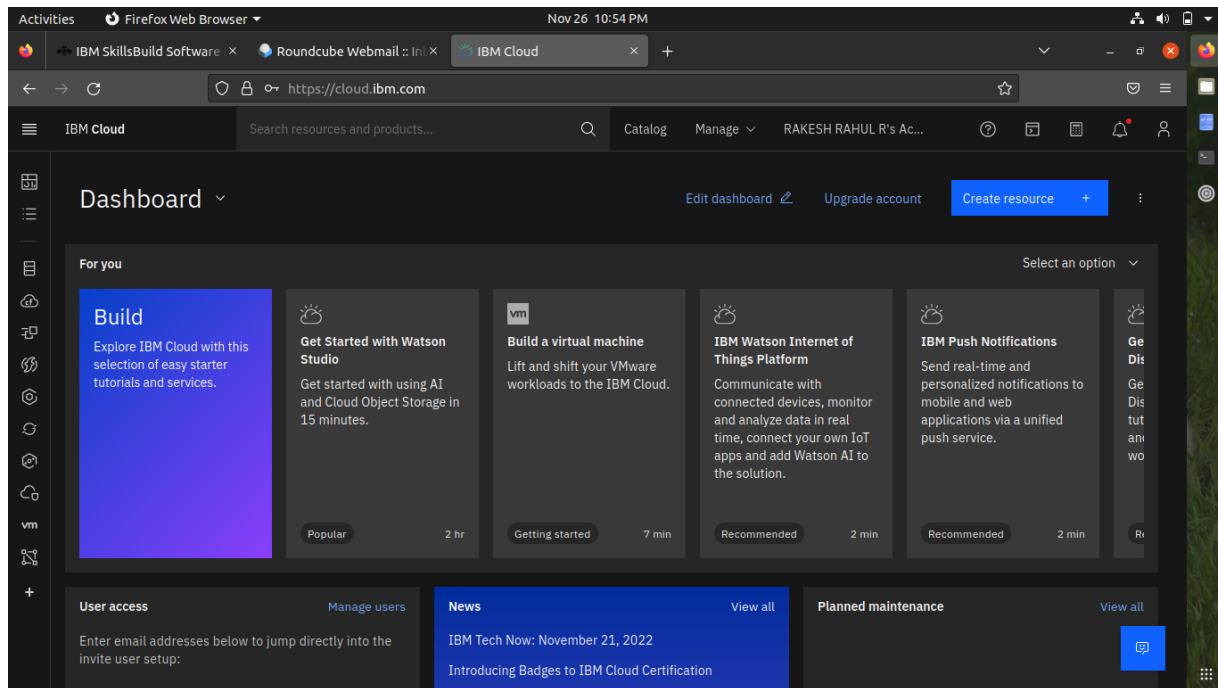 Activities Firefox Web Browser Nov 26 10:54 PM
IBM SkillsBuild Software Roundcube Webmail :: In IBM Cloud
https://cloud.ibm.com
IBM Cloud Search resources and products... Catalog Manage RAKESH RAHUL R's Ac...
Dashboard Edit dashboard Upgrade account Create resource +
For you Select an option
Build
Explore IBM Cloud with this
selection of easy starter
tutorials and services.
Get Started with Watson
Studio
Get started with using AI
and Cloud Object Storage in
15 minutes.
Popular 2 hr
vm
Build a virtual machine
Lift and shift your VMware
workloads to the IBM Cloud.
Getting started 7 min
IBM Watson Internet of
Things Platform
Communicate with
connected devices, monitor
and analyze data in real
time, connect your own IoT
apps and add Watson AI to
the solution.
Recommended 2 min
IBM Push Notifications
Send real-time and
personalized notifications to
mobile and web
applications via a unified
push service.
Recommended 2 min
Ge
Dis
Ge
Dis
tut
and
wo
Re
vm
User access Manage users
Enter email addresses below to jump directly into the
invite user setup:
News View all
IBM Tech Now: November 21, 2022
Introducing Badges to IBM Cloud Certification
Planned maintenance View all